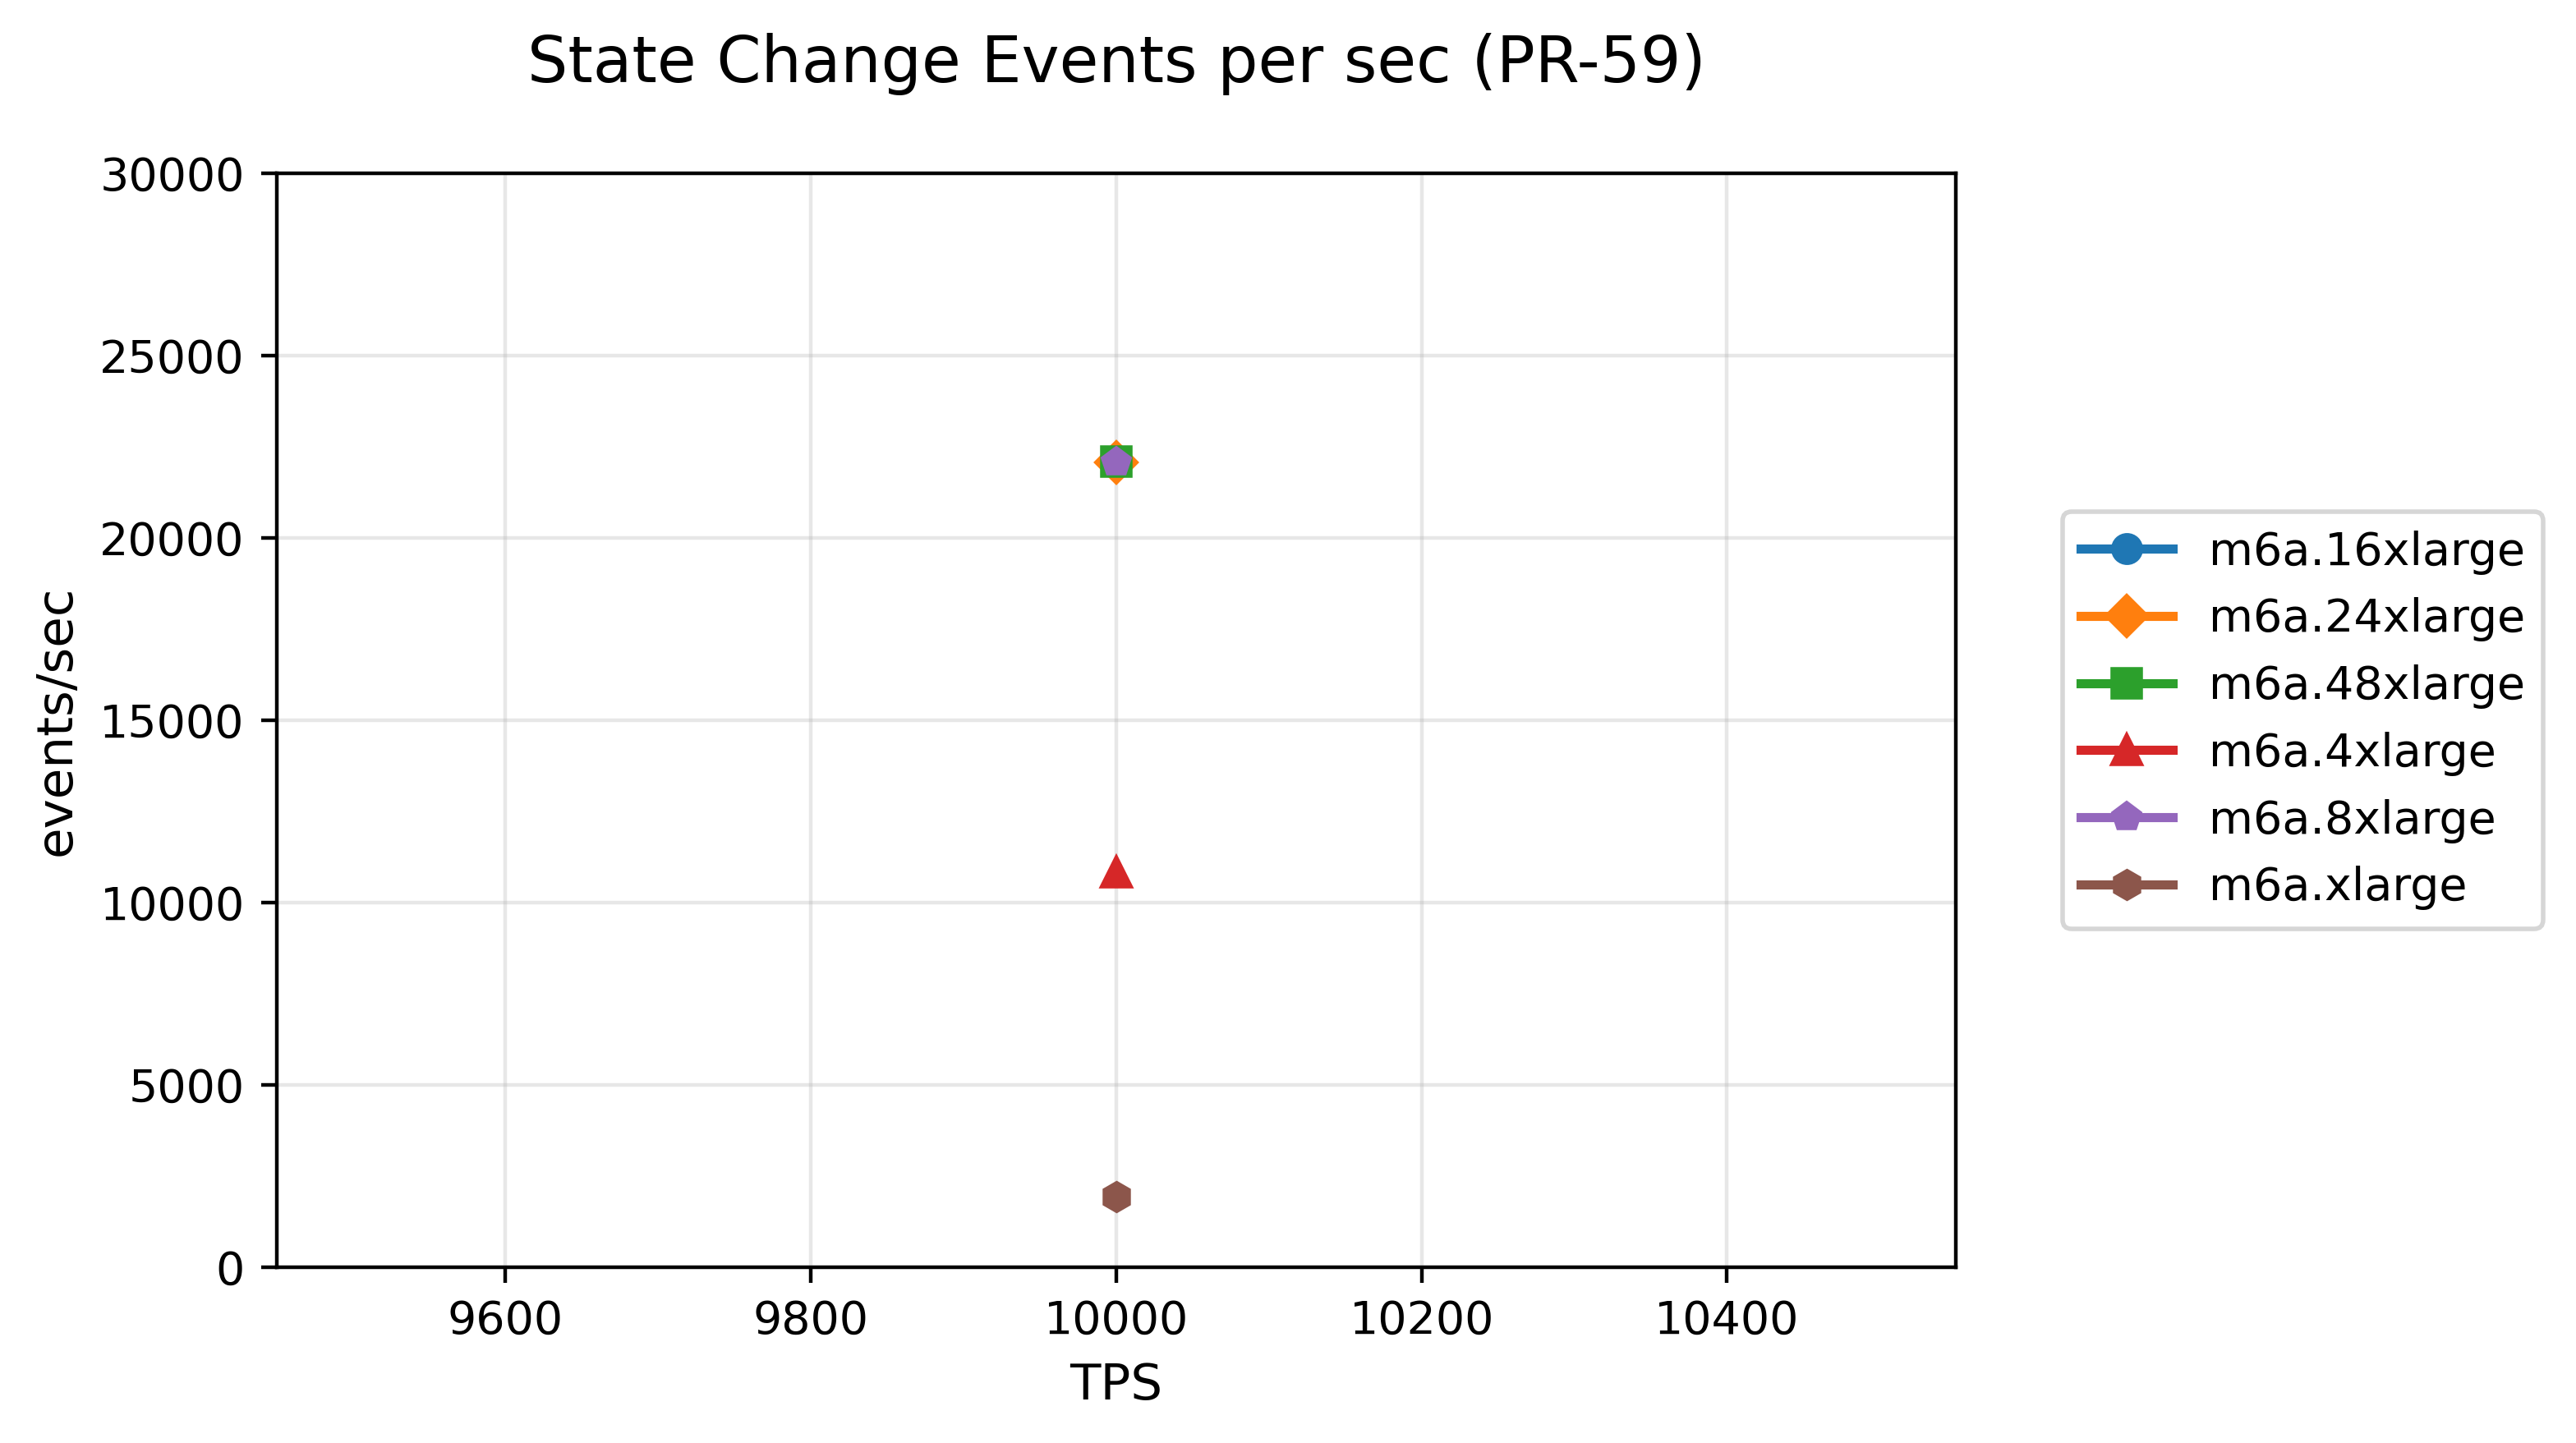 State Change Events per sec (PR-59)
30000
25000
20000
15000
10000
5000
0
events/sec
9600 9800 10000 10200 10400
TPS
m6a.16xlarge
m6a.24xlarge
m6a.48xlarge
m6a.4xlarge
m6a.8xlarge
m6a.xlarge